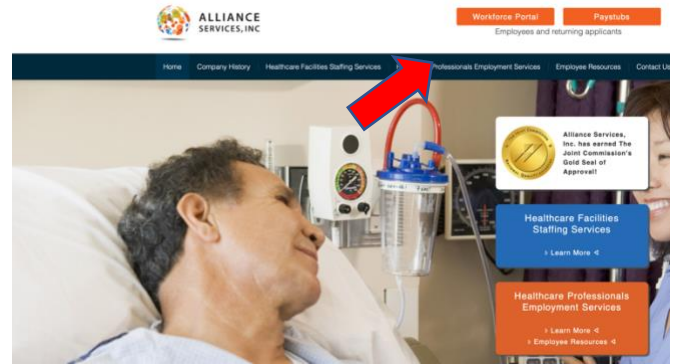 ALLIANCE
SERVICES, INC
Workforce Portal
Paystubs
Employees and returning applicants
Home
Company History
Healthcare Facilities Staffing Services
Professionals Employment Services
Employee Resources
Contact Us
Alliance Services,
Inc. has earned The
Joint Commission's
Gold Seal of
Approval!
Healthcare Facilities
Staffing Services
Learn More
Healthcare Professionals
Employment Services
Learn More
Employee Resources